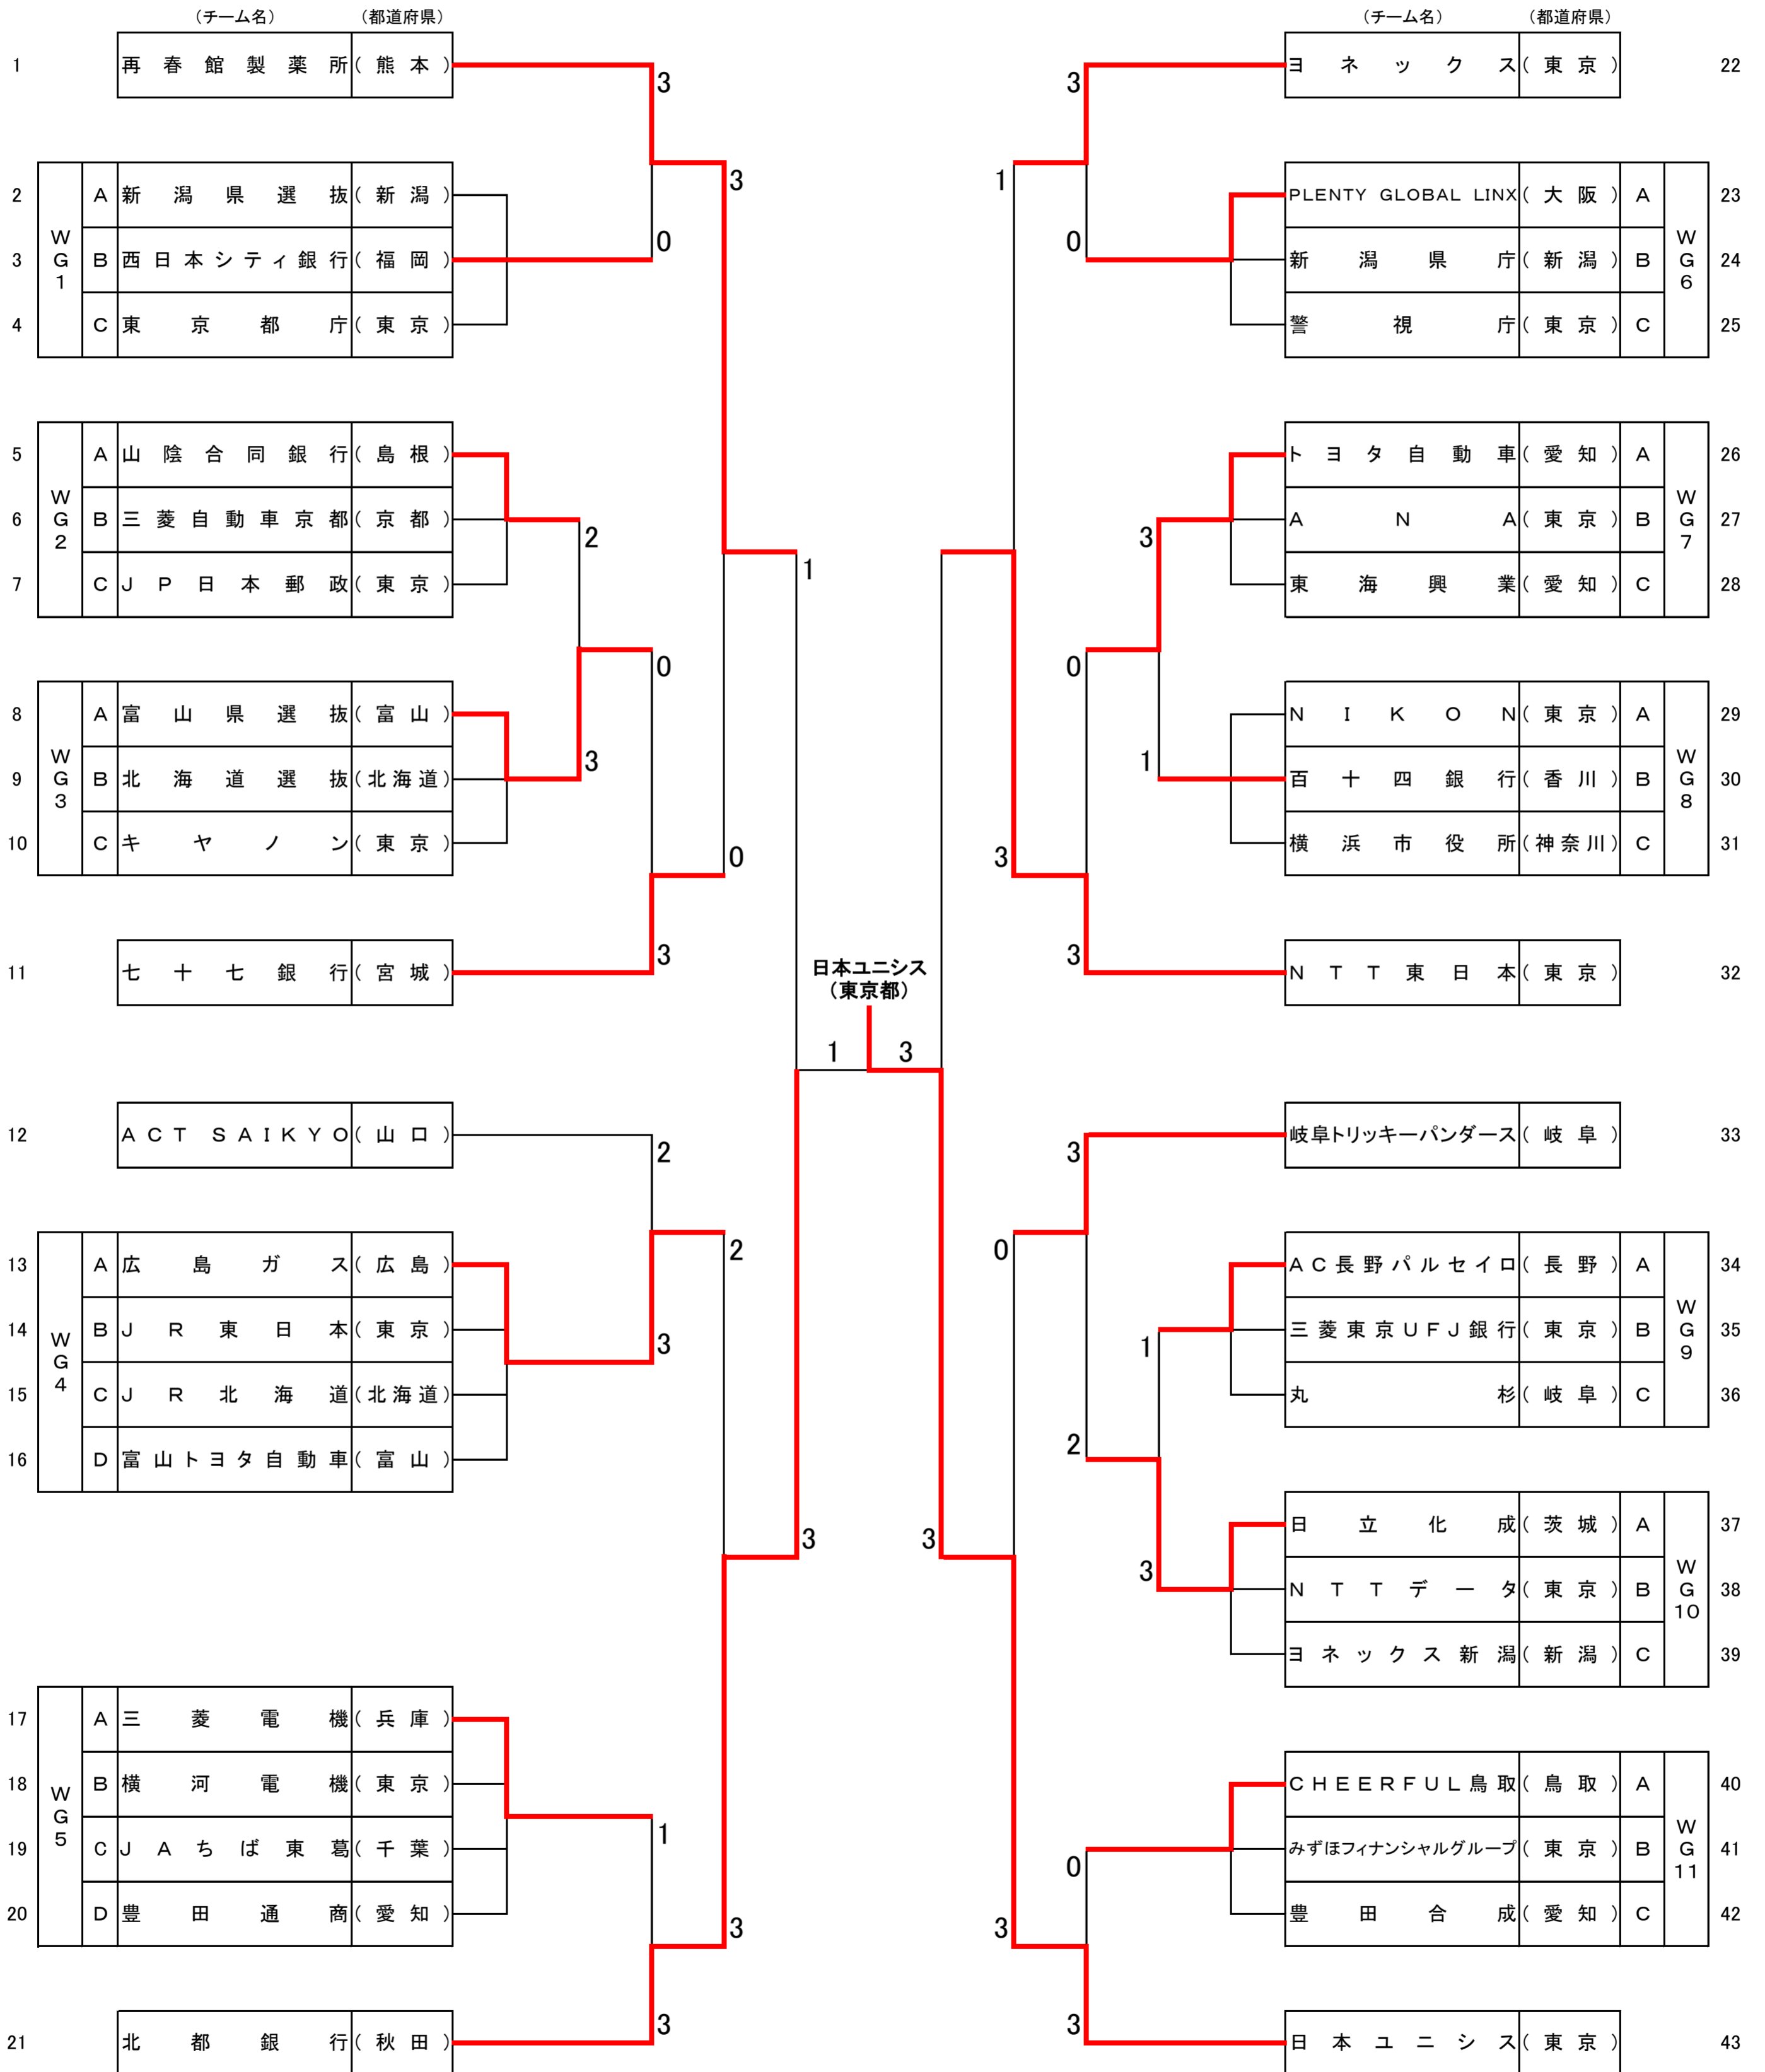 （チーム名） （都道府県）
1 再春館製薬所 （熊本）
3
2 A 新潟県選抜 （新潟）
3
WG1
3 B 西日本シティ銀行 （福岡）
0
4 C 東京都庁 （東京）
5 A 山陰合同銀行 （島根）
WG2
6 B 三菱自動車京都 （京都）
2
7 C JP日本郵政 （東京）
1
0
8 A 富山県選抜 （富山）
WG3
9 B 北海道選抜 （北海道）
3
10 C キヤノン （東京）
0
11 七十七銀行 （宮城）
3
12 ACT SAIKYO （山口）
2
13 A 広島ガス （広島）
2
14 B JR東日本 （東京）
WG4
3
15 C JR北海道 （北海道）
16 D 富山トヨタ自動車 （富山）
3
17 A 三菱電機 （兵庫）
18 B 横河電機 （東京）
WG5
1
19 C JAちば東葛 （千葉）
20 D 豊田通商 （愛知）
3
21 北都銀行 （秋田）
3
日本ユニシス
（東京都）
1 3
（チーム名） （都道府県）
3
ヨネックス （東京） 22
1
PLENTY GLOBAL LINX （大阪） A 23
WG6
0
新潟県庁 （新潟） B 24
警視庁 （東京） C 25
トヨタ自動車 （愛知） A 26
WG7
3
ANA （東京） B 27
東海興業 （愛知） C 28
0
NIKON （東京） A 29
WG8
1
百十四銀行 （香川） B 30
横浜市役所 （神奈川） C 31
3
3
NTT東日本 （東京） 32
3
岐阜トリッキーパンダース （岐阜） 33
0
AC長野パルセイロ （長野） A 34
WG9
1
三菱東京UFJ銀行 （東京） B 35
丸杉 （岐阜） C 36
2
日立化成 （茨城） A 37
3
WG10
3
NTTデータ （東京） B 38
ヨネックス新潟 （新潟） C 39
CHEERFUL鳥取 （鳥取） A 40
WG11
0
みずほフィナンシャルグループ （東京） B 41
豊田合成 （愛知） C 42
3
3
日本ユニシス （東京） 43